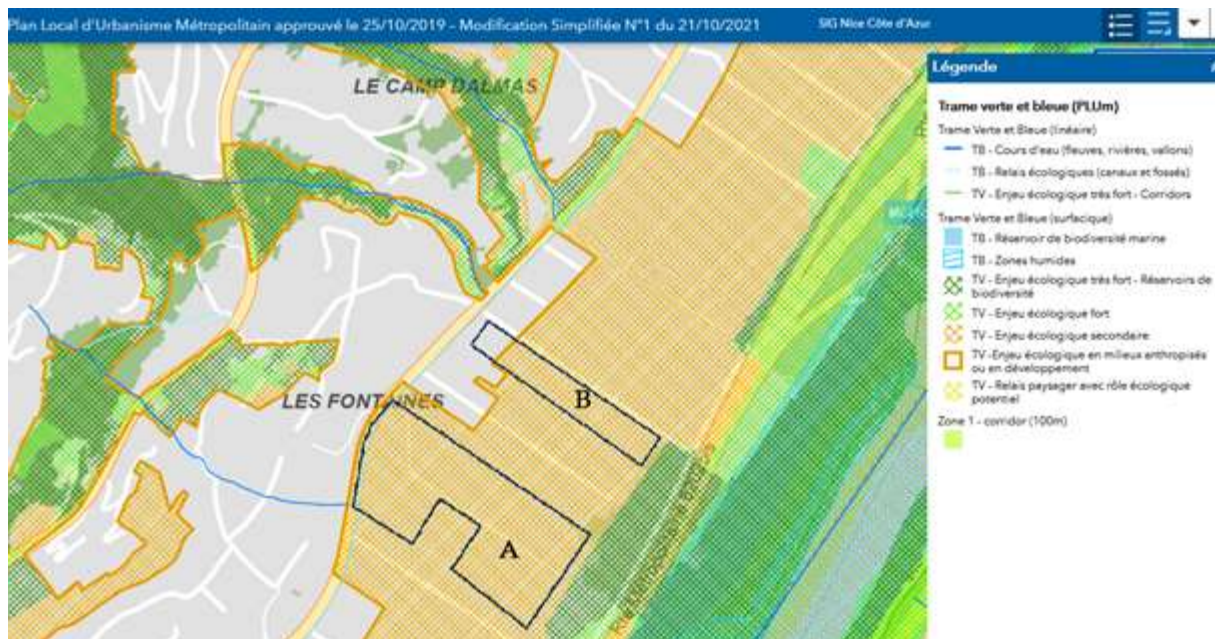 Plan Local d'Urbanisme Métropolitain approuvé le 25/10/2019 - Modification Simplifiée N°1 du 21/10/2021
SIG Nice Côte d'Azur
LE CAMP DALMAS
LES FONTAINES
B
A
Légende
Trame verte et bleue (PLUm)
Trame Verte et Bleue (linéaire)
TB - Cours d'eau (fleuves, rivières, vallons)
TB - Relais écologiques (canaux et fossés)
TV - Enjeu écologique très fort - Corridors
Trame Verte et Bleue (surfacique)
TB - Réservoir de biodiversité marine
TB - Zones humides
TV - Enjeu écologique très fort - Réservoirs de
biodiversité
TV - Enjeu écologique fort
TV - Enjeu écologique secondaire
TV -Enjeu écologique en milieux anthropisés
ou en développement
TV - Relais paysager avec rôle écologique
potentiel
Zone 1 - corridor (100m)